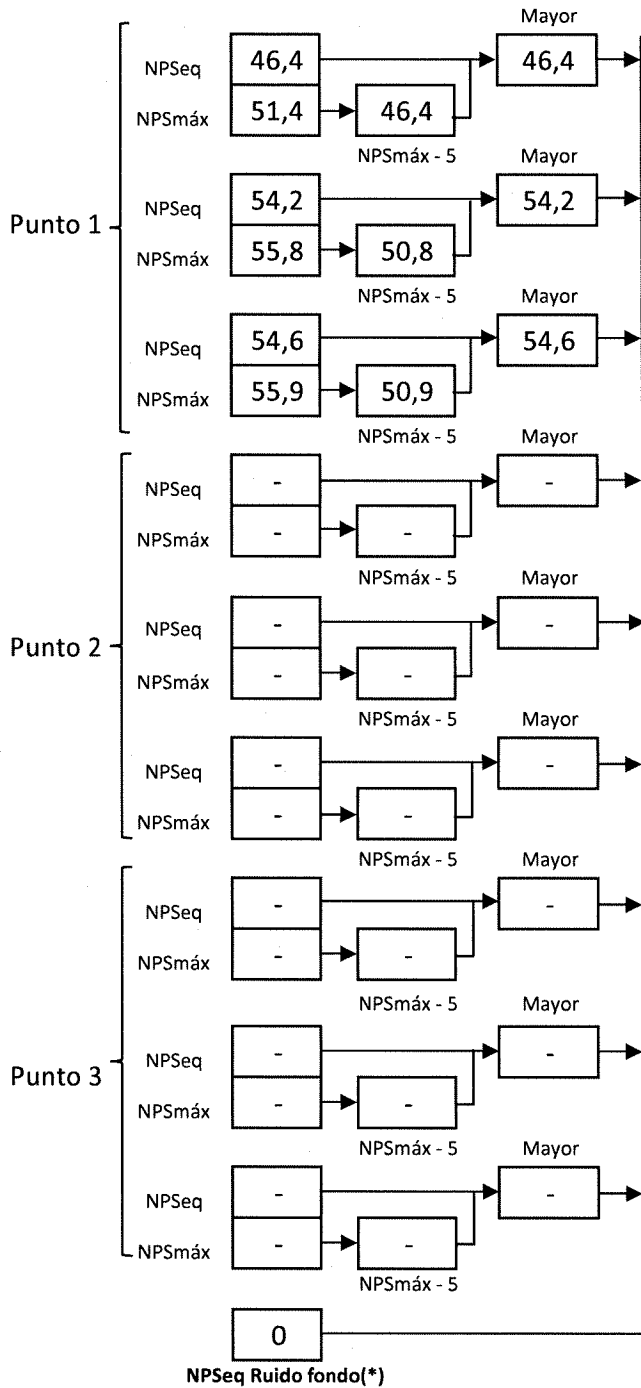 Mayor
NPSeq 46,4 46,4
NPSmáx 51,4 46,4
NPSmáx - 5 Mayor
NPSeq 54,2 54,2
Punto 1
NPSmáx 55,8 50,8
NPSmáx - 5 Mayor
NPSeq 54,6 54,6
NPSmáx 55,9 50,9
NPSmáx - 5 Mayor
NPSeq - -
NPSmáx - -
NPSmáx - 5 Mayor
NPSeq - -
Punto 2
NPSmáx - -
NPSmáx - 5 Mayor
NPSeq - -
NPSmáx - -
NPSmáx - 5 Mayor
NPSeq - -
NPSmáx - -
NPSmáx - 5 Mayor
NPSeq - -
Punto 3
NPSmáx - -
NPSmáx - 5 Mayor
NPSeq - -
NPSmáx - -
NPSmáx - 5
0
NPSeq Ruido fondo(*)